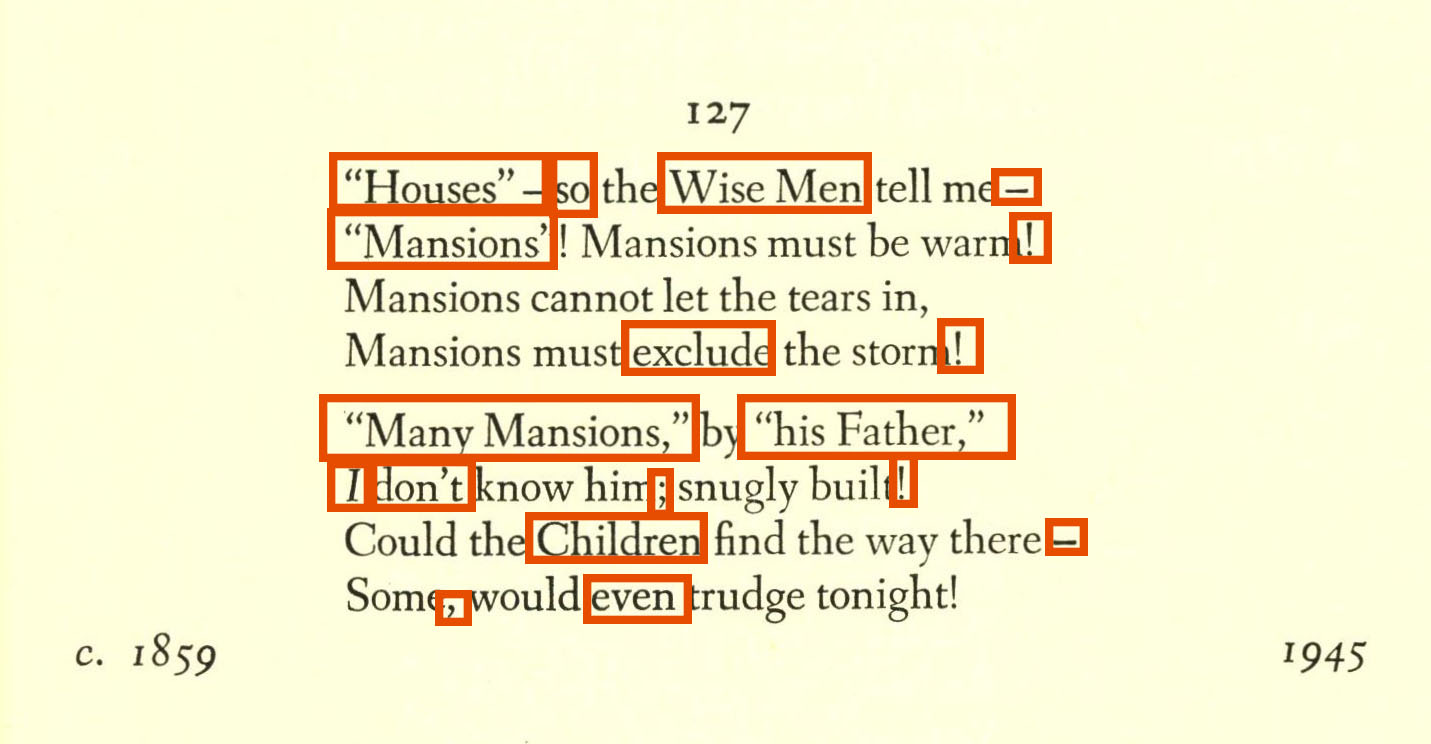 127
“Houses” – so the Wise Men tell me –
“Mansions”! Mansions must be warm!
Mansions cannot let the tears in,
Mansions must exclude the storm!
“Many Mansions,” by “his Father,”
I don’t know him; snugly built!
Could the Children find the way there –
Some, would even trudge tonight!
c. 1859
1945